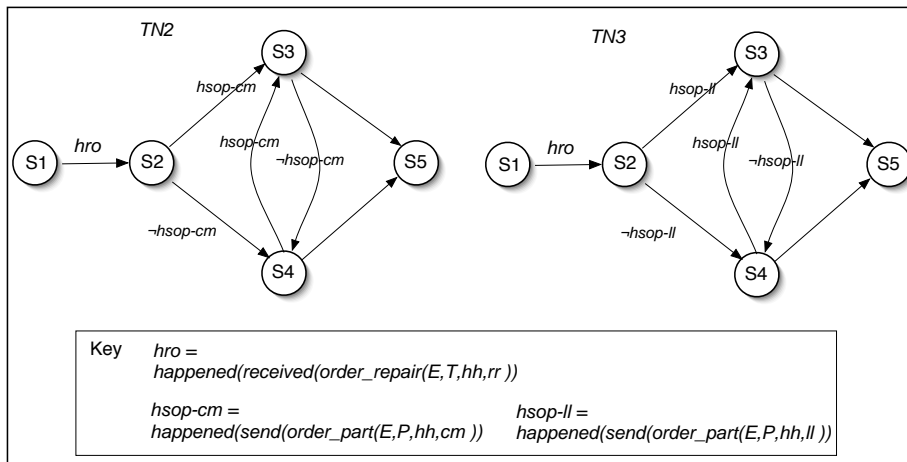 TN2
S3
hsop-cm
hsop-cm
¬hsop-cm
S1
hro
S2
S5
¬hsop-cm
S4
TN3
S3
hsop-ll
hsop-ll
¬hsop-ll
S1
hro
S2
S5
¬hsop-ll
S4
Key
hro =
happened(received(order_repair(E,T,hh,rr ))
hsop-cm =
happened(send(order_part(E,P,hh,cm ))
hsop-ll =
happened(send(order_part(E,P,hh,ll ))